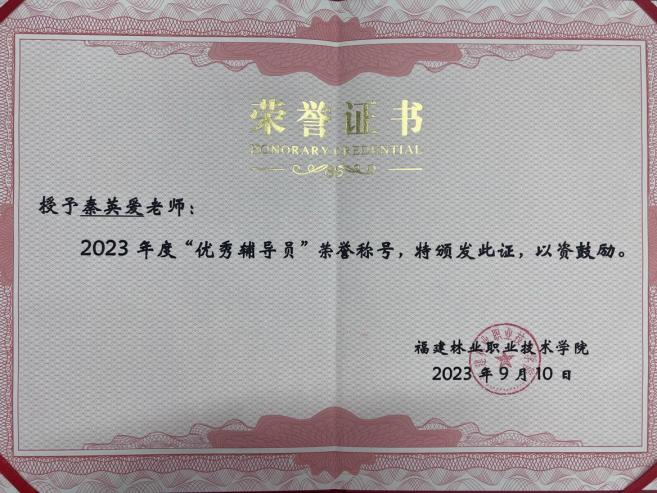 荣誉证书
HONORARY CREDENTIAL
授予秦英爱老师：
2023 年度“优秀辅导员”荣誉称号，特颁发此证，以资鼓励。
福建林业职业技术学院
2023 年 9 月 10 日